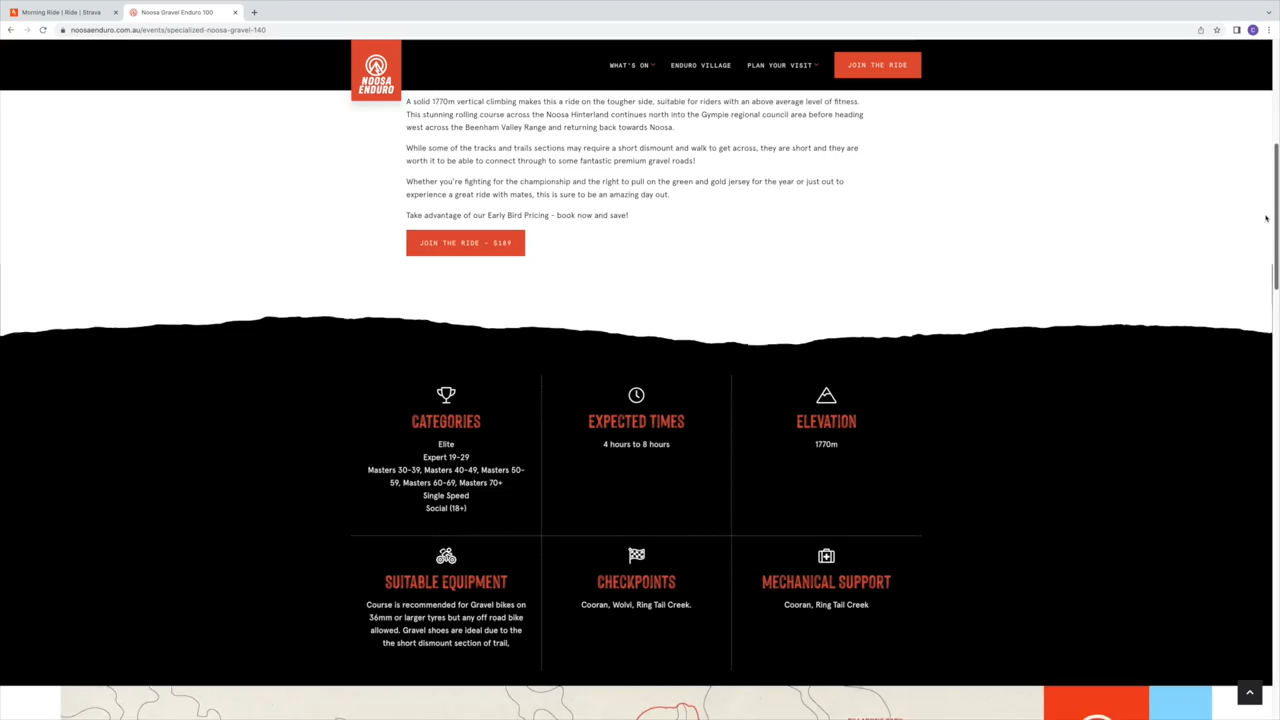 Morning Ride | Ride | Strava
Noosa Gravel Enduro 100
noosaenduro.com.au/events/specialized-noosa-gravel-140
C
NOOSA
ENDURO
WHAT'S ON
ENDURO VILLAGE
PLAN YOUR VISIT
JOIN THE RIDE
A solid 1770m vertical climbing makes this a ride on the tougher side, suitable for riders with an above average level of fitness.
This stunning rolling course across the Noosa Hinterland continues north into the Gympie regional council area before heading
west across the Beenham Valley Range and returning back towards Noosa.
While some of the tracks and trails sections may require a short dismount and walk to get across, they are short and they are
worth it to be able to connect through to some fantastic premium gravel roads!
Whether you're fighting for the championship and the right to pull on the green and gold jersey for the year or just out to
experience a great ride with mates, this is sure to be an amazing day out.
Take advantage of our Early Bird Pricing - book now and save!
JOIN THE RIDE - $189
CATEGORIES
Elite
Expert 19-29
Masters 30-39, Masters 40-49, Masters 50-
59, Masters 60-69, Masters 70+
Single Speed
Social (18+)
EXPECTED TIMES
4 hours to 8 hours
ELEVATION
1770m
SUITABLE EQUIPMENT
Course is recommended for Gravel bikes on
36mm or larger tyres but any off road bike
allowed. Gravel shoes are ideal due to the
the short dismount section of trail,
CHECKPOINTS
Cooran, Wolvi, Ring Tail Creek.
MECHANICAL SUPPORT
Cooran, Ring Tail Creek